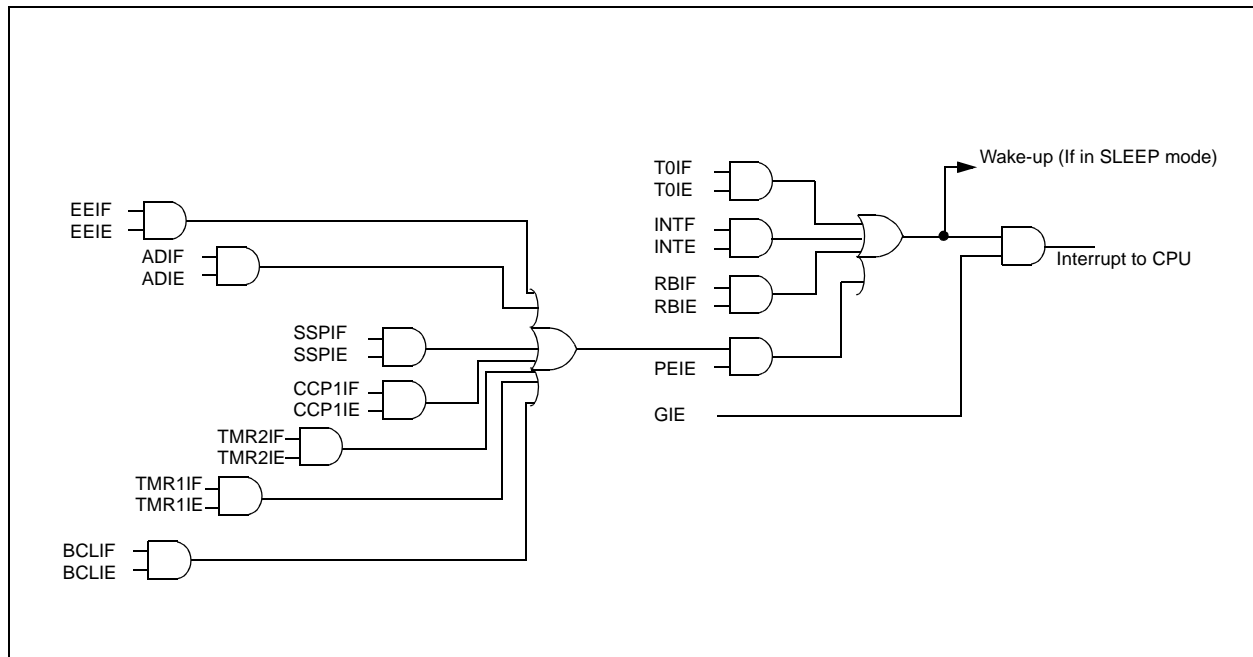 EEIF
EEIE
ADIF
ADIE
SSPIF
SSPIE
CCP1IF
CCP1IE
TMR2IF
TMR2IE
TMR1IF
TMR1IE
BCLIF
BCLIE
T0IF
T0IE
INTF
INTE
RBIF
RBIE
PEIE
GIE
Wake-up (If in SLEEP mode)
Interrupt to CPU